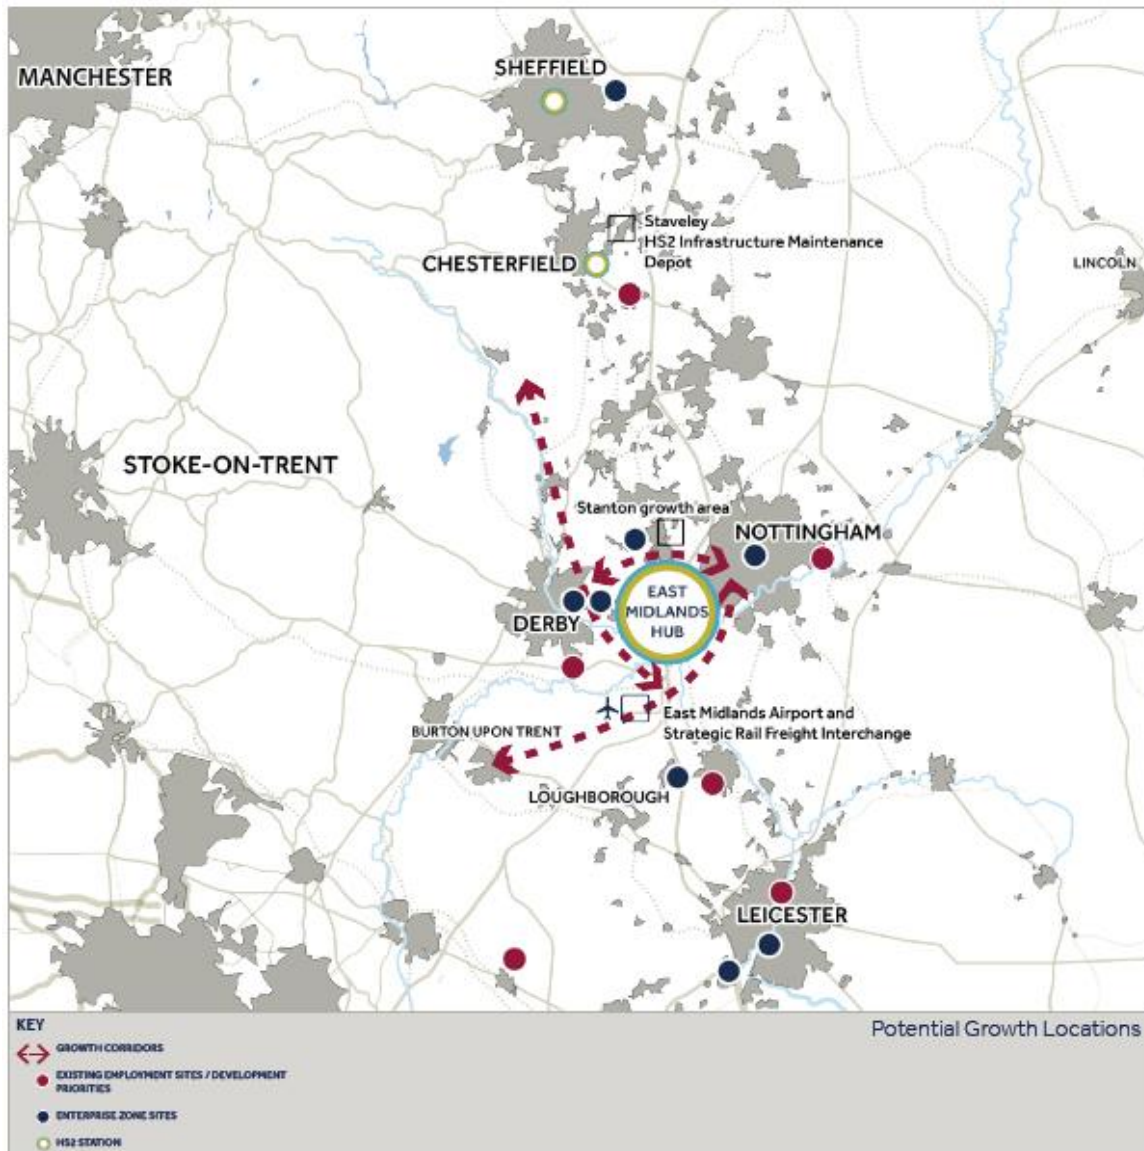 MANCHESTER
SHEFFIELD
Staveley
HS2 Infrastructure Maintenance
Depot
CHESTERFIELD
LINCOLN
STOKE-ON-TRENT
Stanton growth area
NOTTINGHAM
EAST
MIDLANDS
HUB
DERBY
East Midlands Airport and
Strategic Rail Freight Interchange
BURTON UPON TRENT
LOUGHBOROUGH
LEICESTER
KEY
Potential Growth Locations
GROWTH CORRIDORS
EXISTING EMPLOYMENT SITES / DEVELOPMENT
PRIORITIES
ENTERPRISE ZONE SITES
HS2 STATION